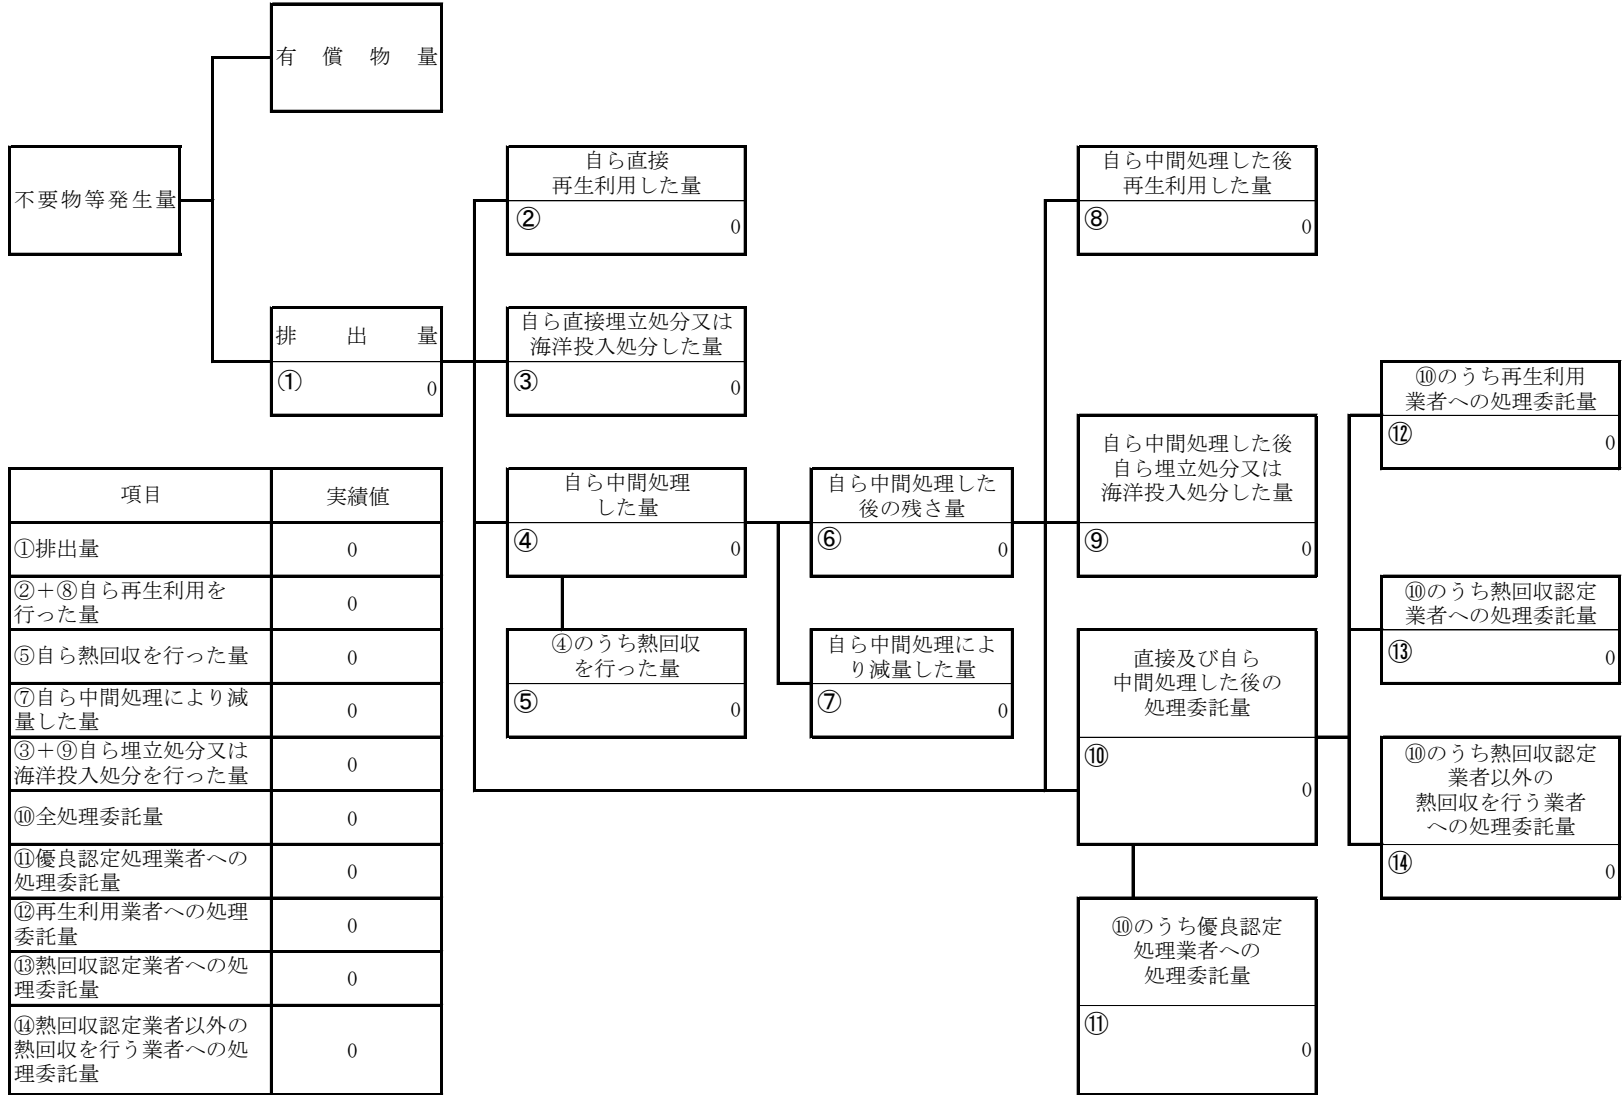 有償物量
不要物等発生量
排出量
①
0
自ら直接
再生利用した量
②
0
自ら直接埋立処分又は
海洋投入処分した量
③
0
自ら中間処理
した量
④
0
④のうち熱回収
を行った量
⑤
0
自ら中間処理した
後の残さ量
⑥
0
自ら中間処理によ
り減量した量
⑦
0
自ら中間処理した後
再生利用した量
⑧
0
自ら中間処理した後
自ら埋立処分又は
海洋投入処分した量
⑨
0
直接及び自ら
中間処理した後の
処理委託量
⑩
0
⑩のうち優良認定
処理業者への
処理委託量
⑪
0
⑩のうち再生利用
業者への処理委託量
⑫
0
⑩のうち熱回収認定
業者への処理委託量
⑬
0
⑩のうち熱回収認定
業者以外の
熱回収を行う業者
への処理委託量
⑭
0
項目 実績値
①排出量 0
②＋⑧自ら再生利用を
行った量
0
⑤自ら熱回収を行った量 0
⑦自ら中間処理により減
量した量
0
③＋⑨自ら埋立処分又は
海洋投入処分を行った量
0
⑩全処理委託量 0
⑪優良認定処理業者への
処理委託量
0
⑫再生利用業者への処理
委託量
0
⑬熱回収認定業者への処
理委託量
0
⑭熱回収認定業者以外の
熱回収を行う業者への処
理委託量
0